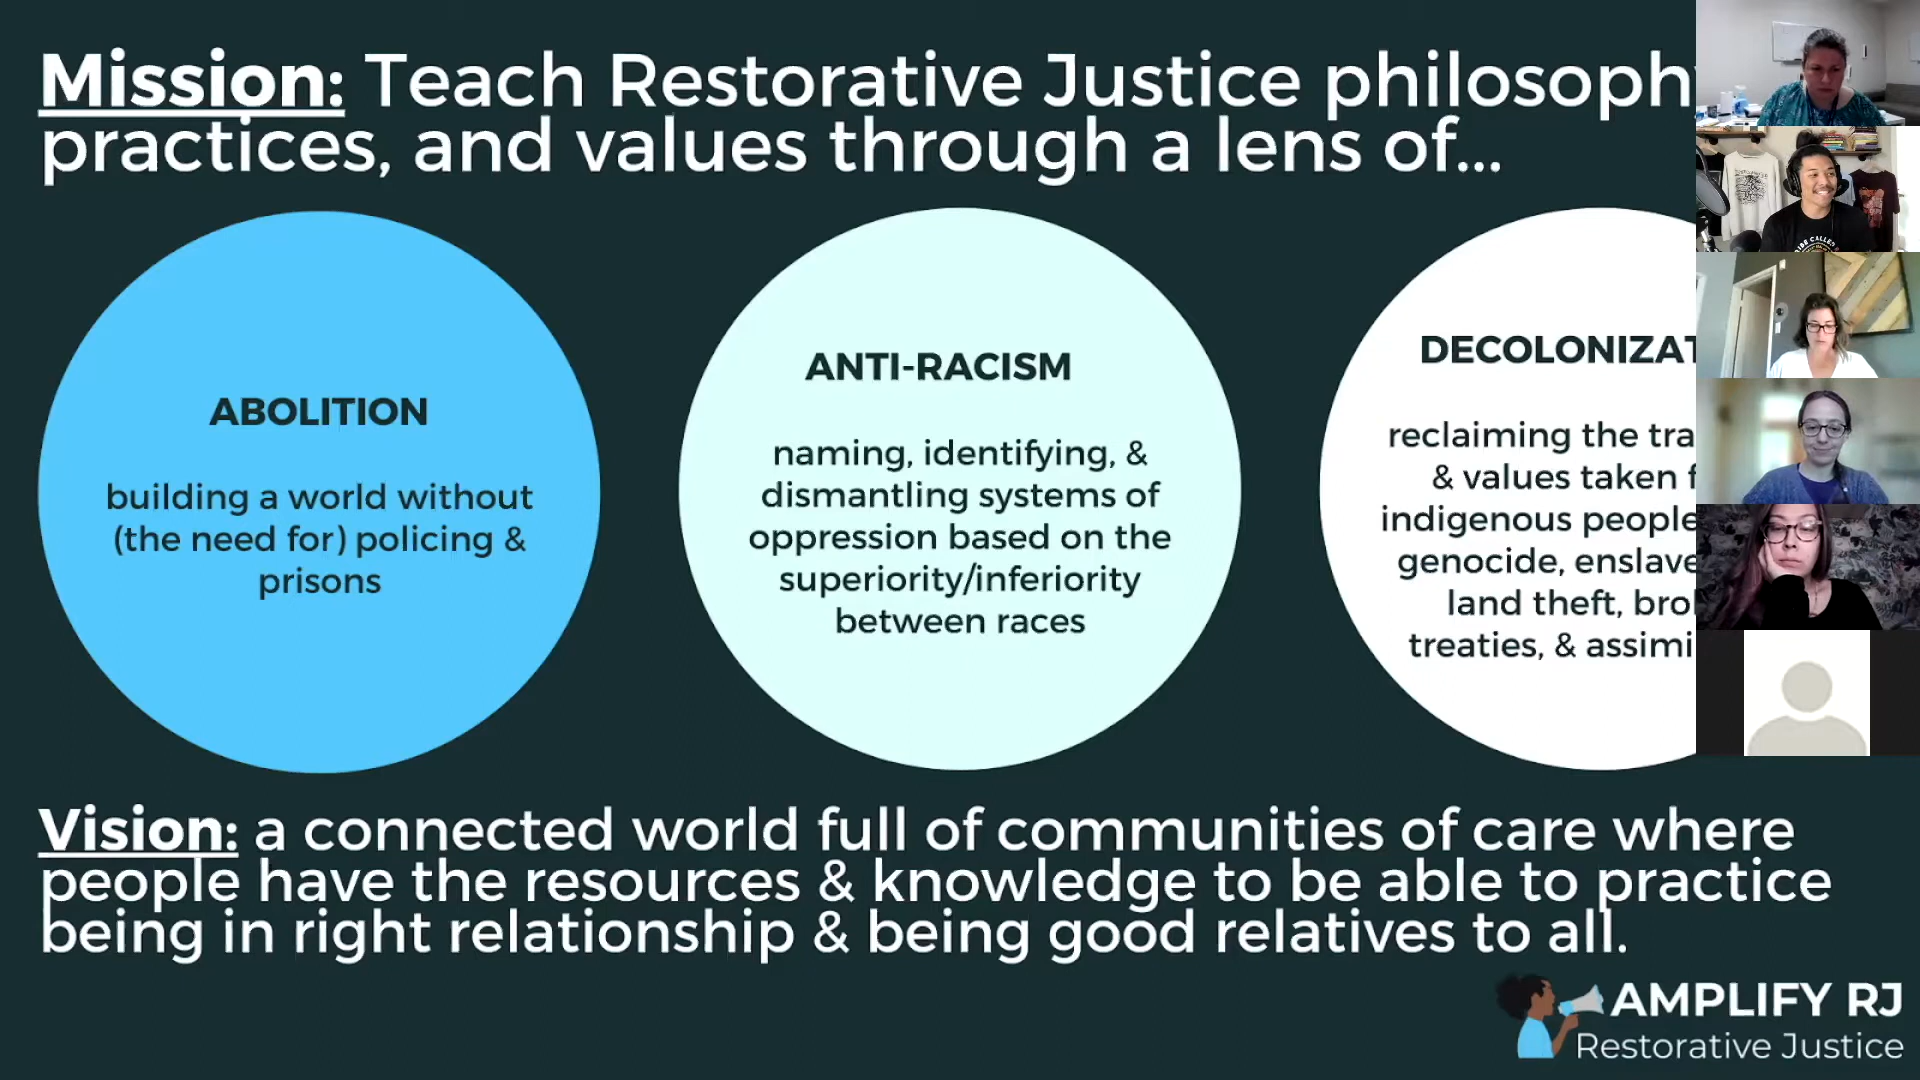 Mission: Teach Restorative Justice philosophy
practices, and values through a lens of...
ABOLITION
building a world without
(the need for) policing &
prisons
ANTI-RACISM
naming, identifying, &
dismantling systems of
oppression based on the
superiority/inferiority
between races
DECOLONIZAT
reclaiming the tra
& values taken f
indigenous people
genocide, enslave
land theft, bro
treaties, & assimi
Vision: a connected world full of communities of care where
people have the resources & knowledge to be able to practice
being in right relationship & being good relatives to all.
AMPLIFY RJ
Restorative Justice